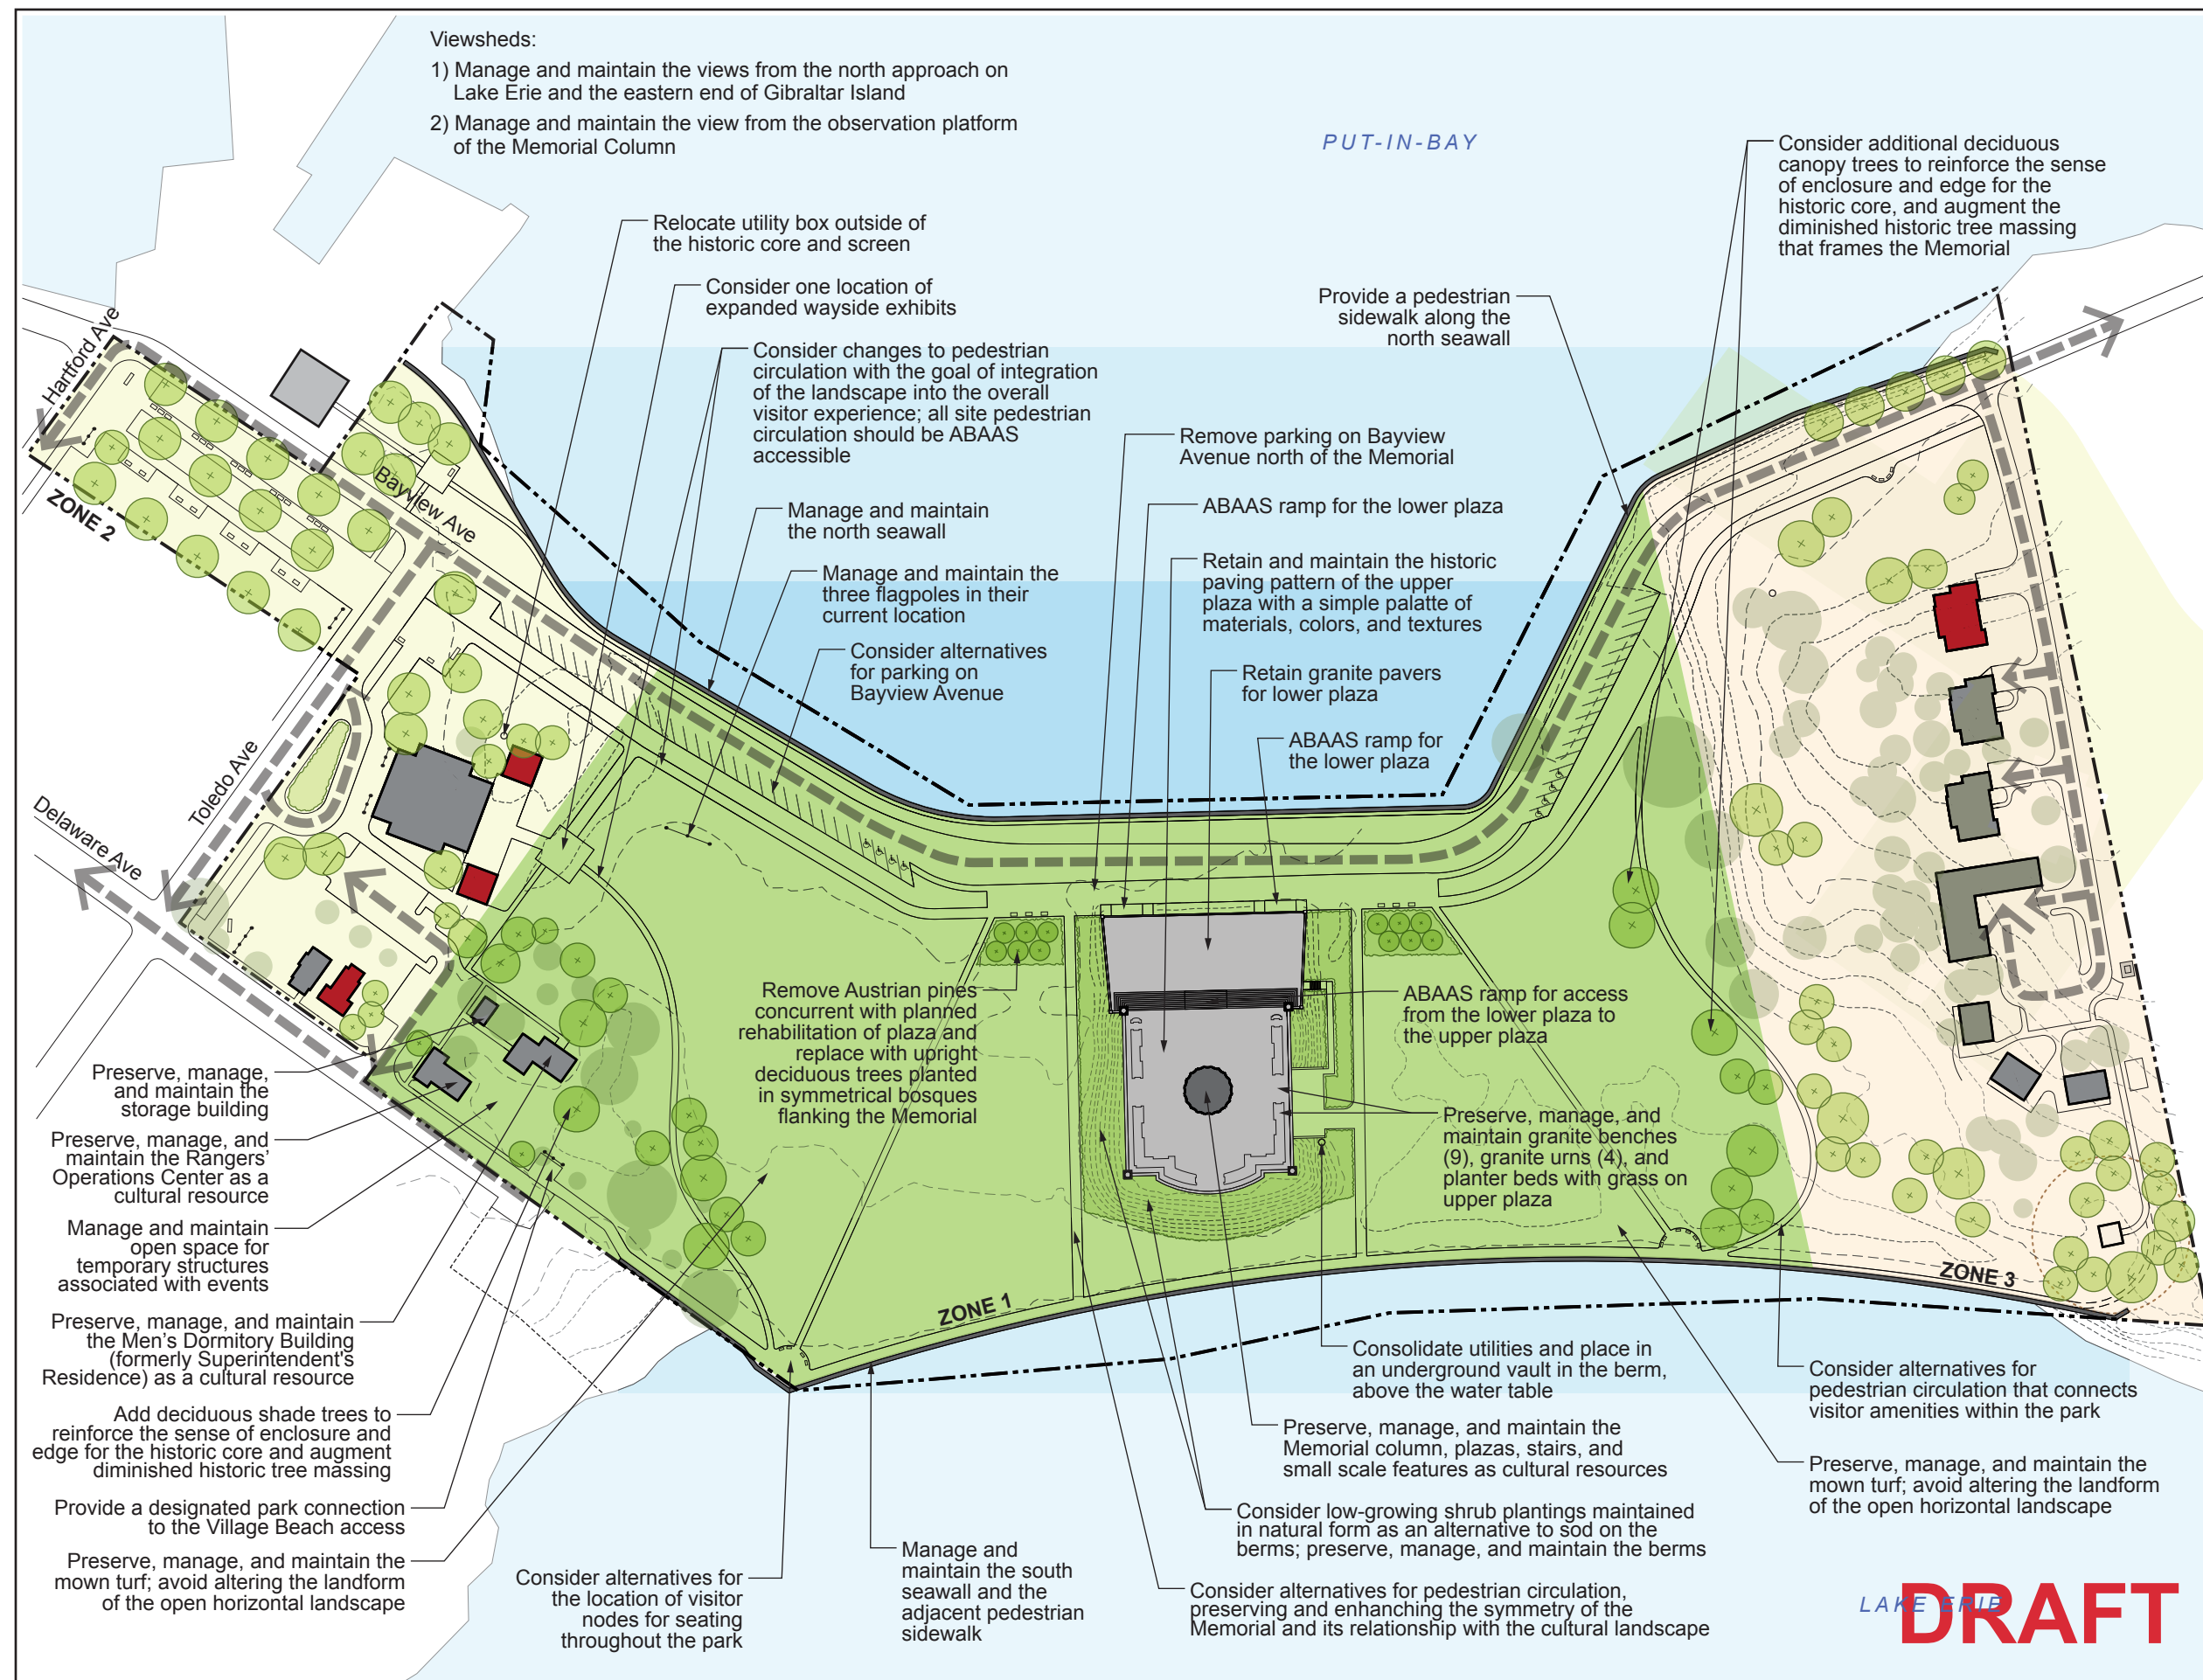 Viewsheds:
1) Manage and maintain the views from the north approach on
Lake Erie and the eastern end of Gibraltar Island
2) Manage and maintain the view from the observation platform
of the Memorial Column
PUT-IN-BAY
Consider additional deciduous
canopy trees to reinforce the sense
of enclosure and edge for the
historic core, and augment the
diminished historic tree massing
that frames the Memorial
Relocate utility box outside of
the historic core and screen
Consider one location of
expanded wayside exhibits
Provide a pedestrian
sidewalk along the
north seawall
Consider changes to pedestrian
circulation with the goal of integration
of the landscape into the overall
visitor experience; all site pedestrian
circulation should be ABAAS
accessible
Remove parking on Bayview
Avenue north of the Memorial
ABAAS ramp for the lower plaza
Manage and maintain
the north seawall
Retain and maintain the historic
paving pattern of the upper
plaza with a simple palatte of
materials, colors, and textures
Manage and maintain the
three flagpoles in their
current location
Consider alternatives
for parking on
Bayview Avenue
Retain granite pavers
for lower plaza
ABAAS ramp for
the lower plaza
Hartford Ave
ZONE 2
Bayview Ave
Toledo Ave
Delaware Ave
Remove Austrian pines
concurrent with planned
rehabilitation of plaza and
replace with upright
deciduous trees planted
in symmetrical bosques
flanking the Memorial
ABAAS ramp for access
from the lower plaza to
the upper plaza
Preserve, manage, and
maintain granite benches
(9), granite urns (4), and
planter beds with grass on
upper plaza
Preserve, manage,
and maintain the
storage building
Preserve, manage, and
maintain the Rangers'
Operations Center as a
cultural resource
Manage and maintain
open space for
temporary structures
associated with events
Preserve, manage, and maintain
the Men's Dormitory Building
(formerly Superintendent's
Residence) as a cultural resource
Add deciduous shade trees to
reinforce the sense of enclosure and
edge for the historic core and augment
diminished historic tree massing
Provide a designated park connection
to the Village Beach access
Preserve, manage, and maintain the
mown turf; avoid altering the landform
of the open horizontal landscape
ZONE 1
ZONE 3
Consider alternatives for
the location of visitor
nodes for seating
throughout the park
Manage and
maintain the south
seawall and the
adjacent pedestrian
sidewalk
Consolidate utilities and place in
an underground vault in the berm,
above the water table
Preserve, manage, and maintain the
Memorial column, plazas, stairs, and
small scale features as cultural resources
Consider low-growing shrub plantings maintained
in natural form as an alternative to sod on the
berms; preserve, manage, and maintain the berms
Consider alternatives for pedestrian circulation,
preserving and enhanching the symmetry of the
Memorial and its relationship with the cultural landscape
Consider alternatives for
pedestrian circulation that connects
visitor amenities within the park
Preserve, manage, and maintain the
mown turf; avoid altering the landform
of the open horizontal landscape
LAKE ERIE
DRAFT